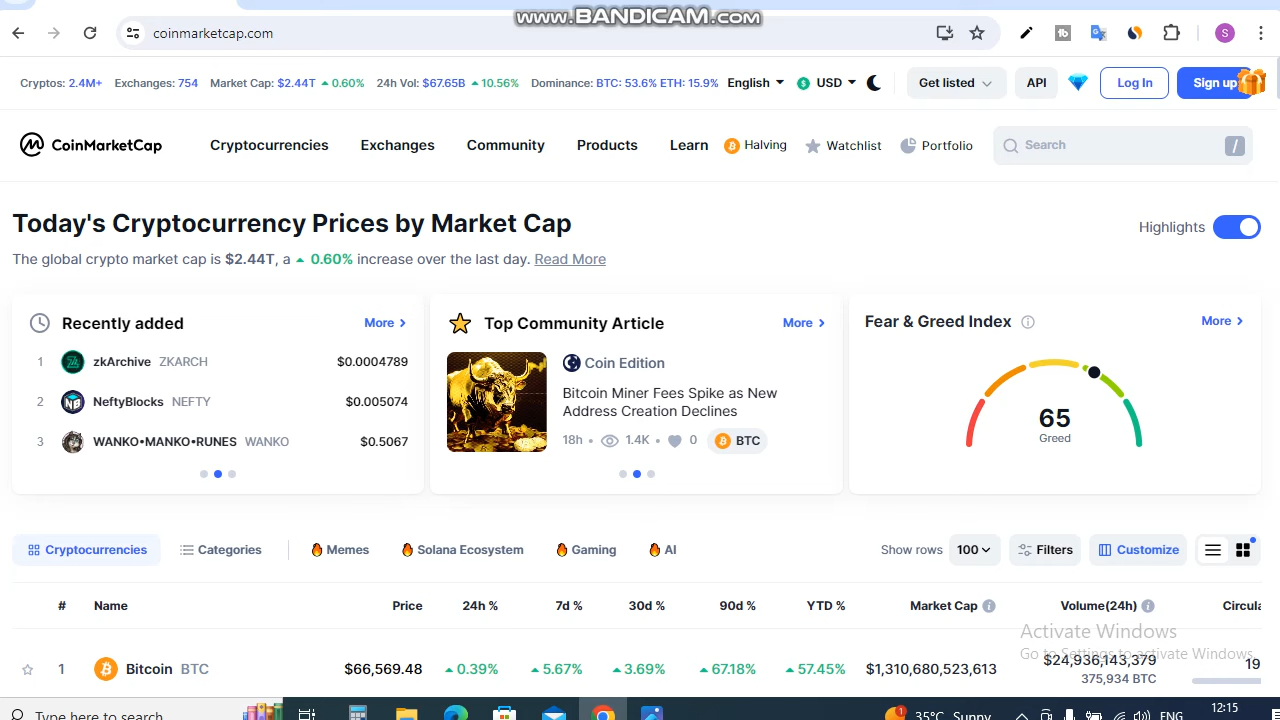 www.BANDICAM.com
coinmarketcap.com
S
Cryptos: 2.4M+ Exchanges: 754 Market Cap: $2.44T 0.60% 24h Vol: $67.65B 10.56% Dominance: BTC: 53.6% ETH: 15.9% English USD Get listed API Log In Sign up
CoinMarketCap Cryptocurrencies Exchanges Community Products Learn Halving Watchlist Portfolio Search /
Today's Cryptocurrency Prices by Market Cap
Highlights
The global crypto market cap is $2.44T, a 0.60% increase over the last day. Read More
Recently added More
1 zkArchive ZKARCH $0.0004789
2 NeftyBlocks NEFTY $0.005074
3 WANKO•MANKO•RUNES WANKO $0.5067
Top Community Article More
Coin Edition
Bitcoin Miner Fees Spike as New
Address Creation Declines
18h • 1.4K • 0 BTC
Fear & Greed Index More
65
Greed
Cryptocurrencies Categories Memes Solana Ecosystem Gaming AI Show rows 100 Filters Customize
# Name Price 24h % 7d % 30d % 90d % YTD % Market Cap Volume(24h) Circula
1 Bitcoin BTC $66,569.48 0.39% 5.67% 3.69% 67.18% 57.45% $1,310,680,523,613 $24,936,143,379 19
375,934 BTC
Activate Windows
Go to Settings to activate Windows.
Type here to search 1 35°C Sunny ENG 12:15